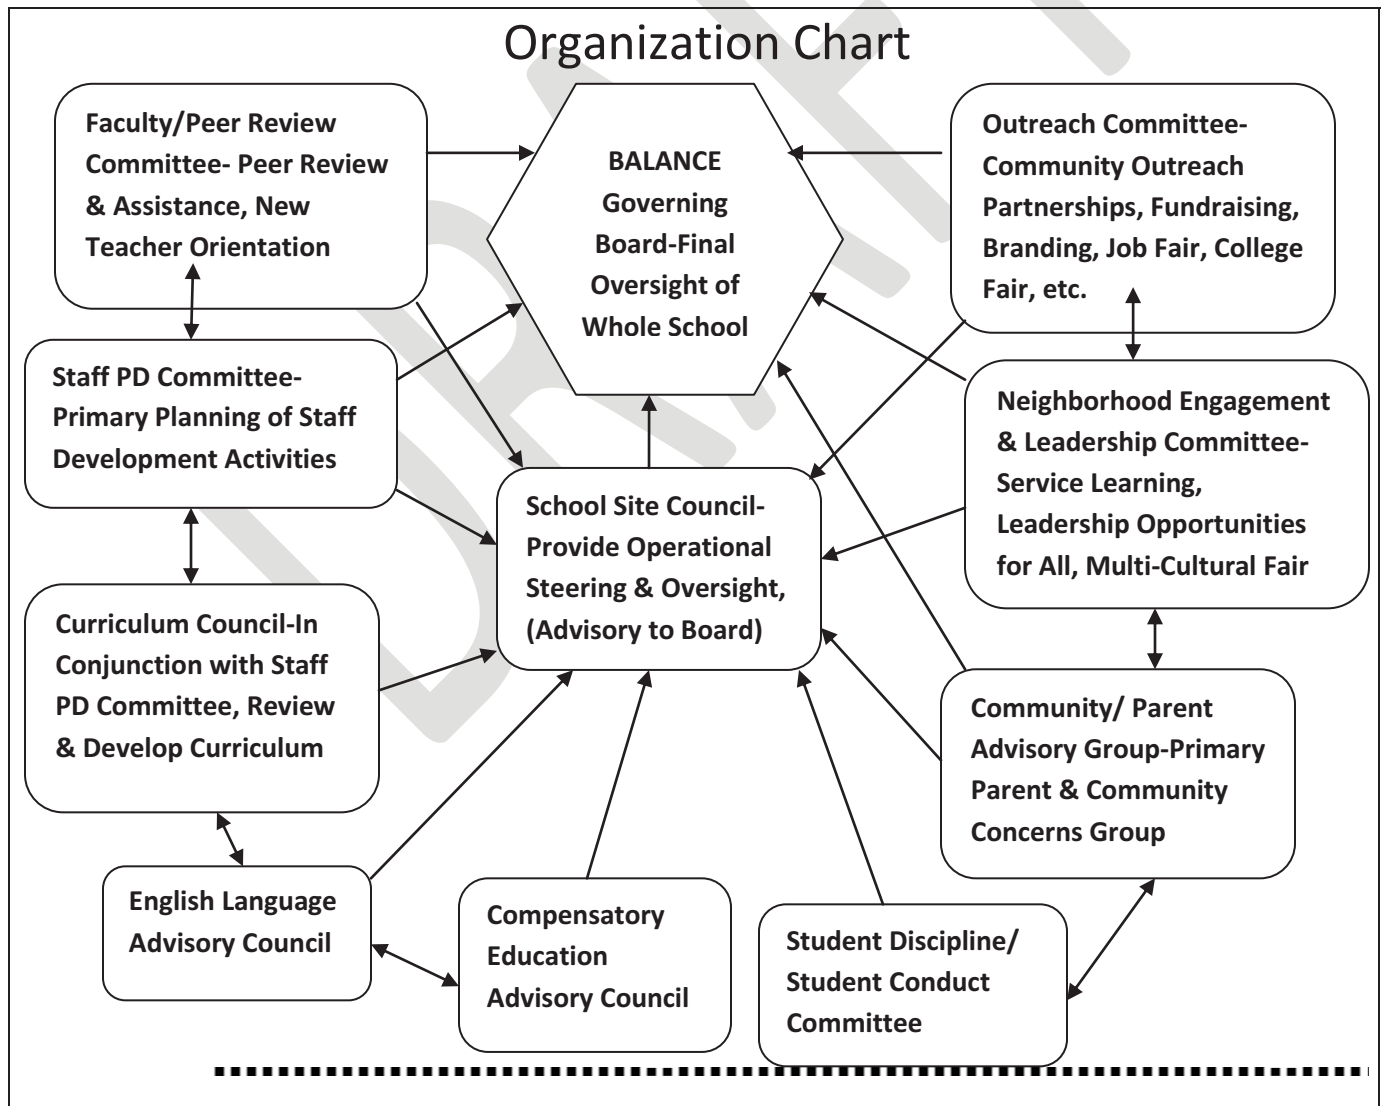 Organization Chart
Faculty/Peer Review
Committee- Peer Review
& Assistance, New
Teacher Orientation
BALANCE
Governing
Board-Final
Oversight of
Whole School
Outreach Committee-
Community Outreach
Partnerships, Fundraising,
Branding, Job Fair, College
Fair, etc.
Staff PD Committee-
Primary Planning of Staff
Development Activities
School Site Council-
Provide Operational
Steering & Oversight,
(Advisory to Board)
Neighborhood Engagement
& Leadership Committee-
Service Learning,
Leadership Opportunities
for All, Multi-Cultural Fair
Curriculum Council-In
Conjunction with Staff
PD Committee, Review
& Develop Curriculum
Community/ Parent
Advisory Group-Primary
Parent & Community
Concerns Group
English Language
Advisory Council
Compensatory
Education
Advisory Council
Student Discipline/
Student Conduct
Committee
DRAFT